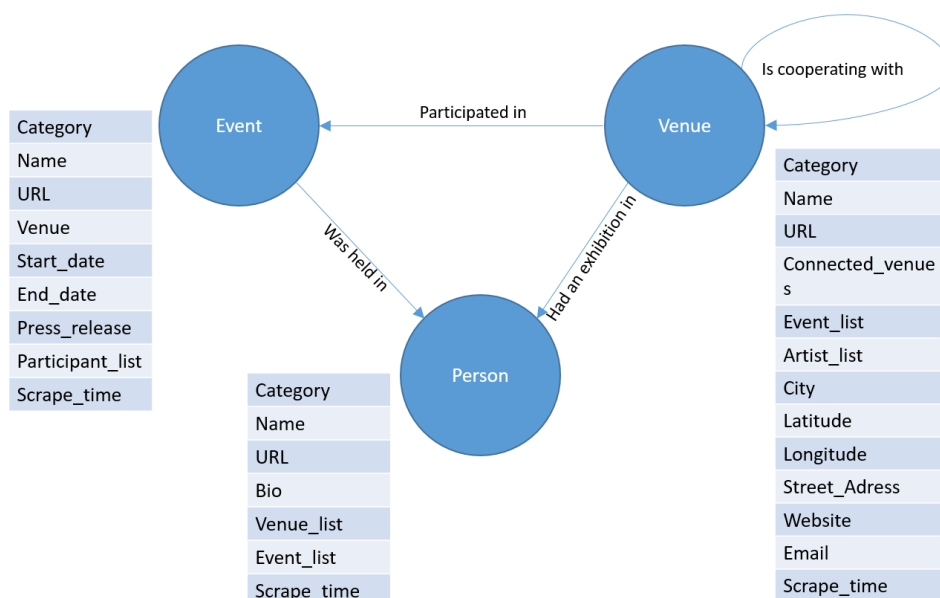 Is cooperating with
Event
Participated in
Venue
Category
Name
URL
Venue
Start_date
End_date
Press_release
Participant_list
Scrape_time
Was held in
Had an exhibition in
Person
Category
Name
URL
Bio
Venue_list
Event_list
Scrape_time
Category
Name
URL
Connected_venue
s
Event_list
Artist_list
City
Latitude
Longitude
Street_Adress
Website
Email
Scrape_time